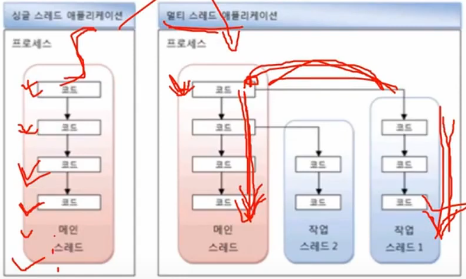 싱글 스레드 애플리케이션
프로세스
코드
코드
코드
코드
메인
스레드
멀티 스레드 애플리케이션
프로세스
코드
코드
코드
코드
메인
스레드
코드
코드
작업
스레드 2
코드
코드
코드
작업
스레드 1